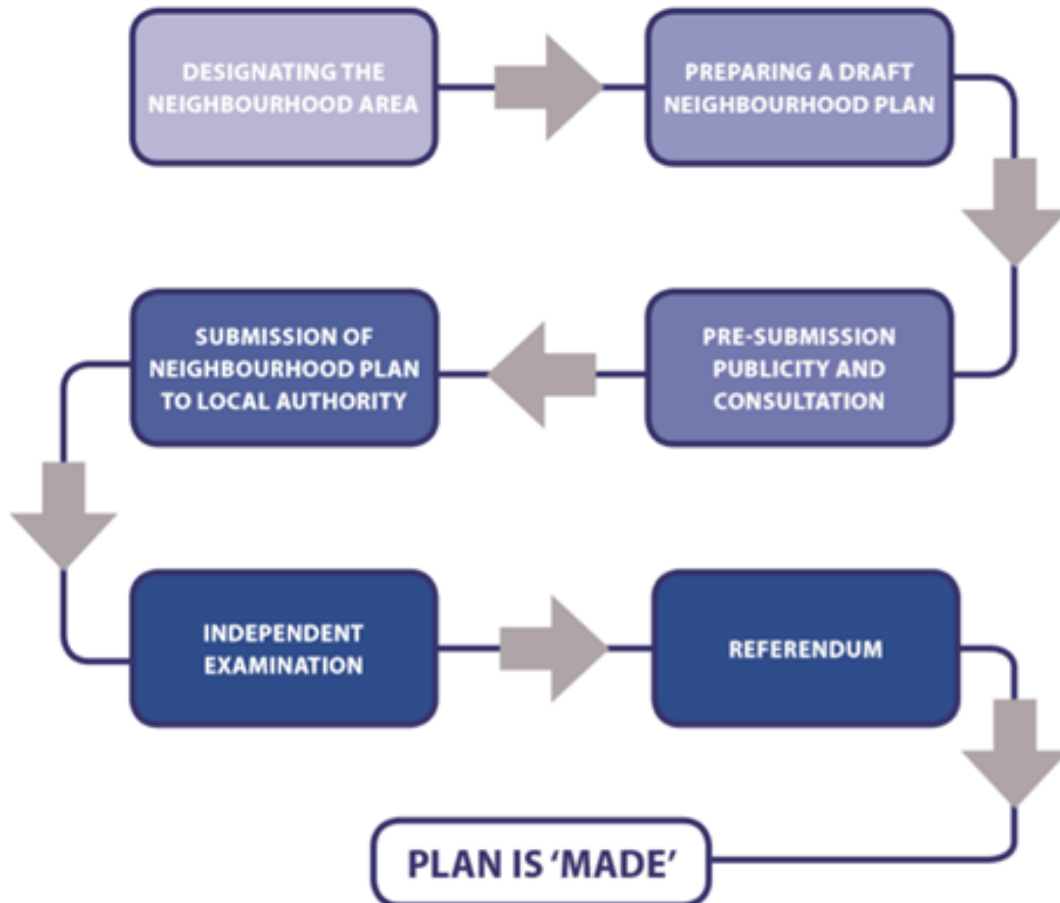 DESIGNATING THE
NEIGHBOURHOOD AREA
PREPARING A DRAFT
NEIGHBOURHOOD PLAN
PRE-SUBMISSION
PUBLICITY AND
CONSULTATION
SUBMISSION OF
NEIGHBOURHOOD PLAN
TO LOCAL AUTHORITY
INDEPENDENT
EXAMINATION
REFERENDUM
PLAN IS ‘MADE’